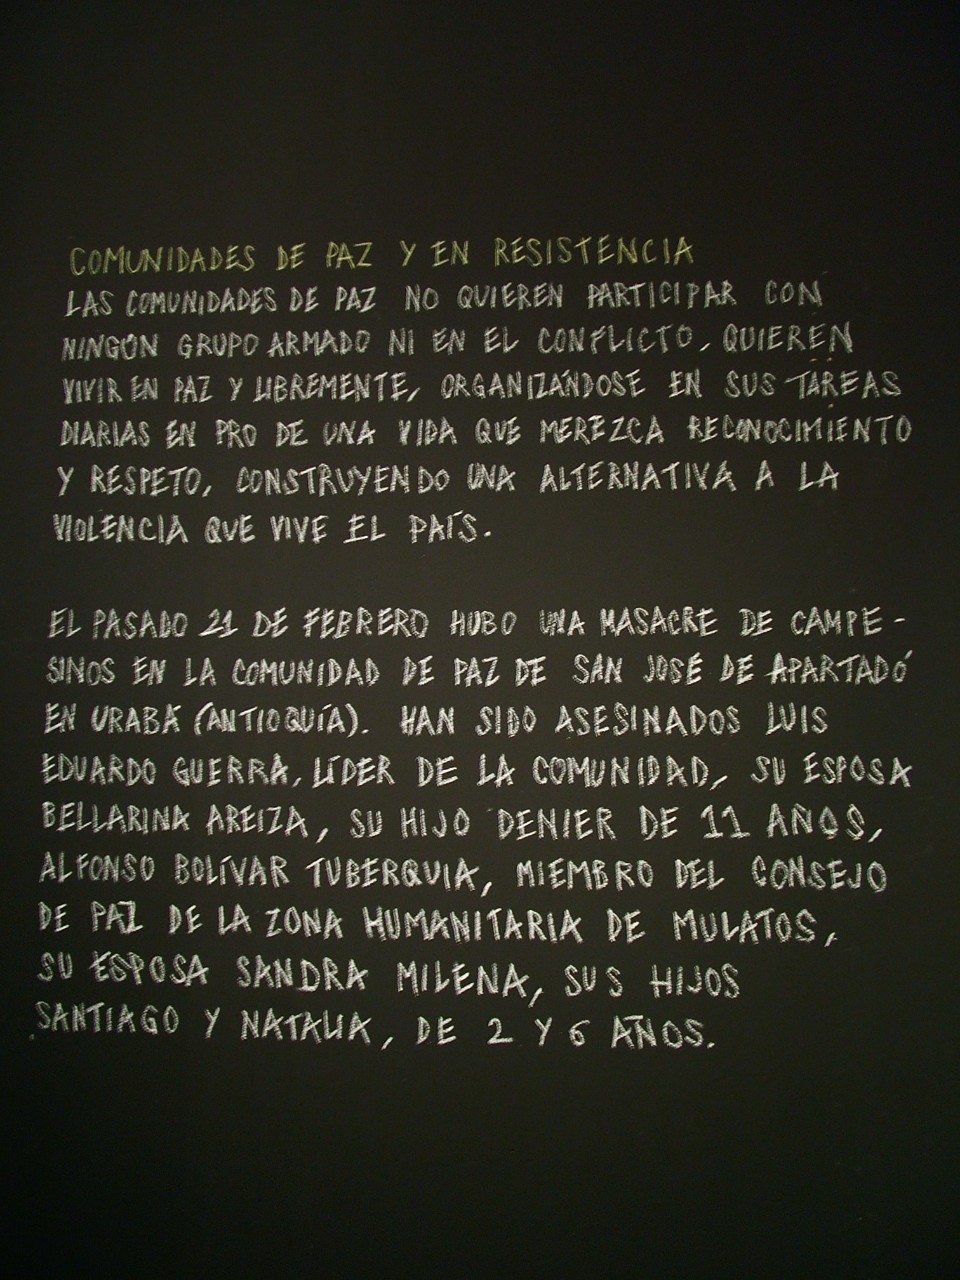 COMUNIDADES DE PAZ Y EN RESISTENCIA
LAS COMUNIDADES DE PAZ NO QUIEREN PARTICIPAR CON
NINGÚN GRUPO ARMADO NI EN EL CONFLICTO, QUIEREN
VIVIR EN PAZ Y LIBREMENTE, ORGANIZÁNDOSE EN SUS TAREAS
DIARIAS EN PRO DE UNA VIDA QUE MEREZCA RECONOCIMIENTO
Y RESPETO, CONSTRUYENDO UNA ALTERNATIVA A LA
VIOLENCIA QUE VIVE EL PAÍS.
EL PASADO 21 DE FEBRERO HUBO UNA MASACRE DE CAMPE-
SINOS EN LA COMUNIDAD DE PAZ DE SAN JOSÉ DE APARTADÓ
EN URABÁ (ANTIOQUÍA). HAN SIDO ASESINADOS LUIS
EDUARDO GUERRA, LÍDER DE LA COMUNIDAD, SU ESPOSA
BELLARINA AREIZA, SU HIJO DENIER DE 11 AÑOS,
ALFONSO BOLÍVAR TUBERQUIA, MIEMBRO DEL CONSEJO
DE PAZ DE LA ZONA HUMANITARIA DE MULATOS,
SU ESPOSA SANDRA MILENA, SUS HIJOS
SANTIAGO Y NATALIA, DE 2 Y 6 AÑOS.